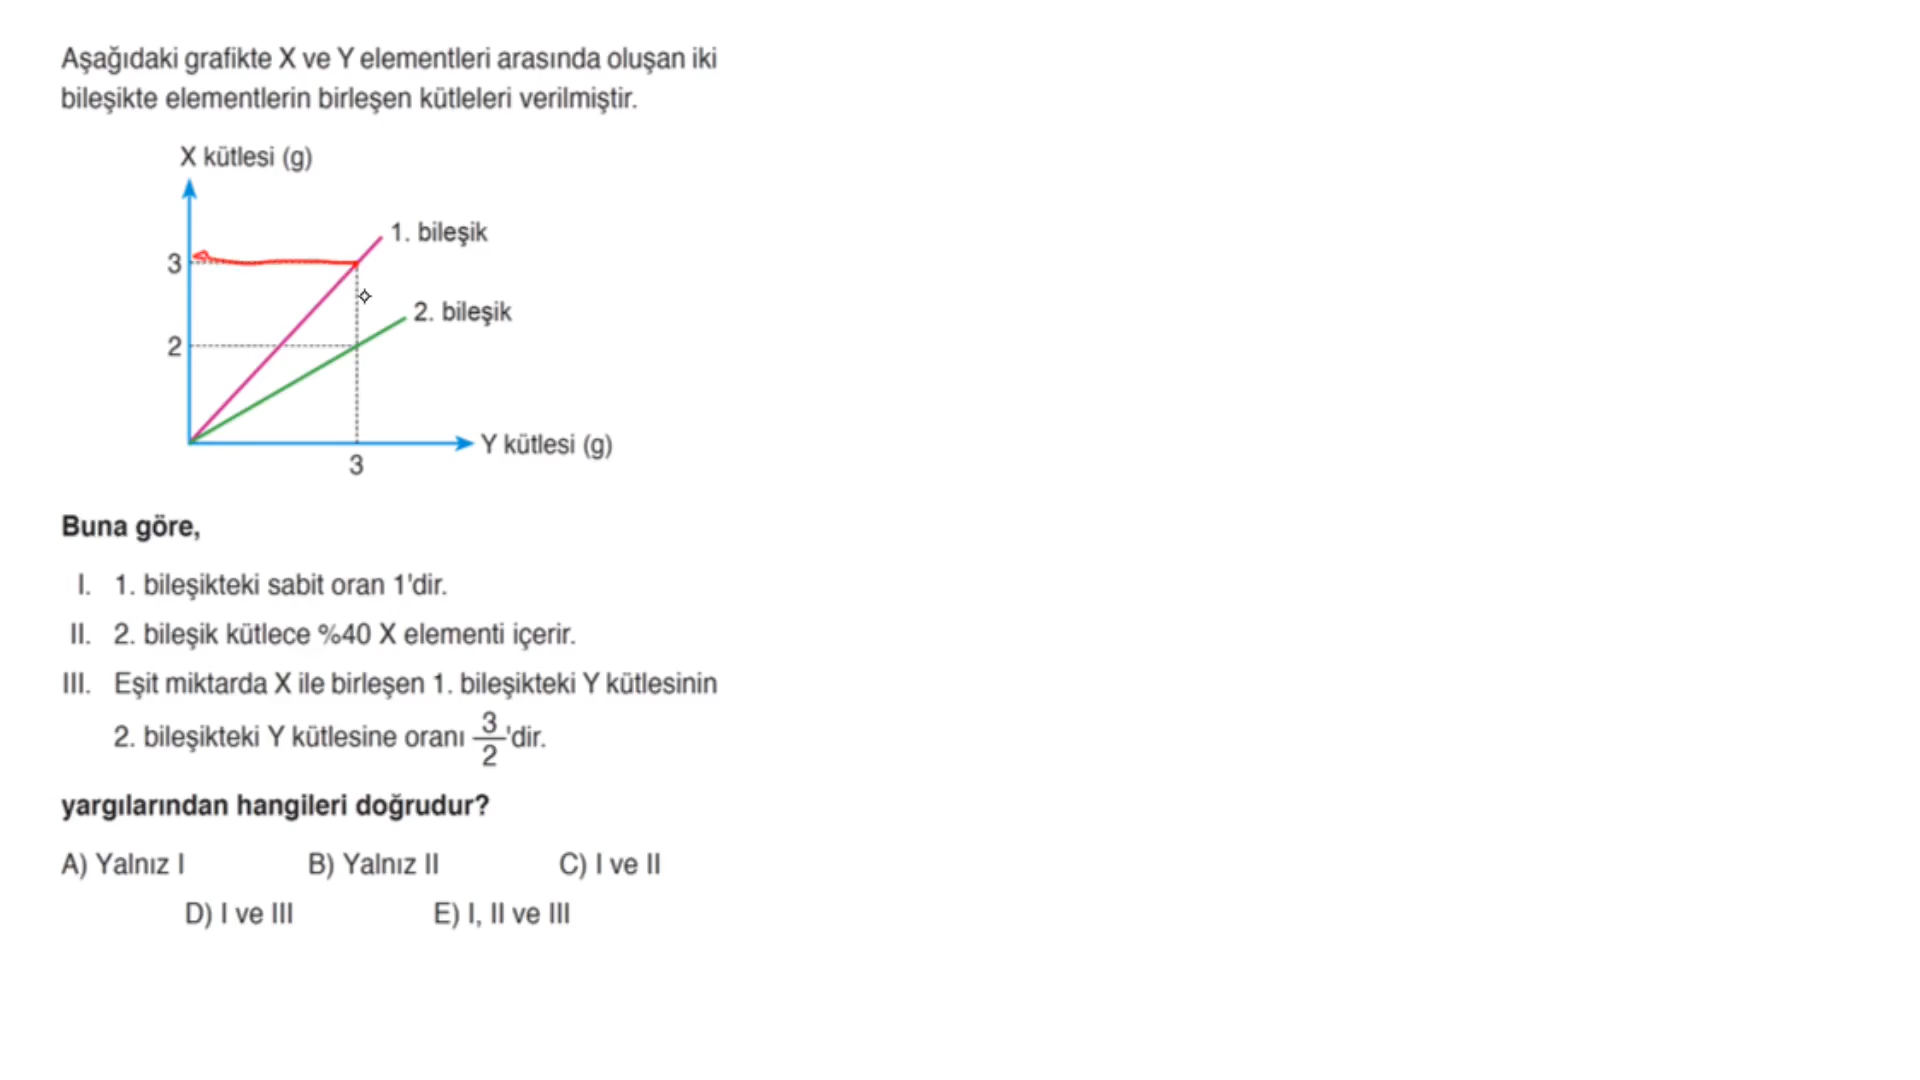 Aşağıdaki grafikte X ve Y elementleri arasında oluşan iki
bileşikte elementlerin birleşen kütleleri verilmiştir.
X kütlesi (g)
1. bileşik
3
2. bileşik
2
Y kütlesi (g)
3
Buna göre,
I. 1. bileşikteki sabit oran 1'dir.
II. 2. bileşik kütlece %40 X elementi içerir.
III. Eşit miktarda X ile birleşen 1. bileşikteki Y kütlesinin
2. bileşikteki Y kütlesine oranı 3/2'dir.
yargılarından hangileri doğrudur?
A) Yalnız I B) Yalnız II C) I ve II
D) I ve III E) I, II ve III